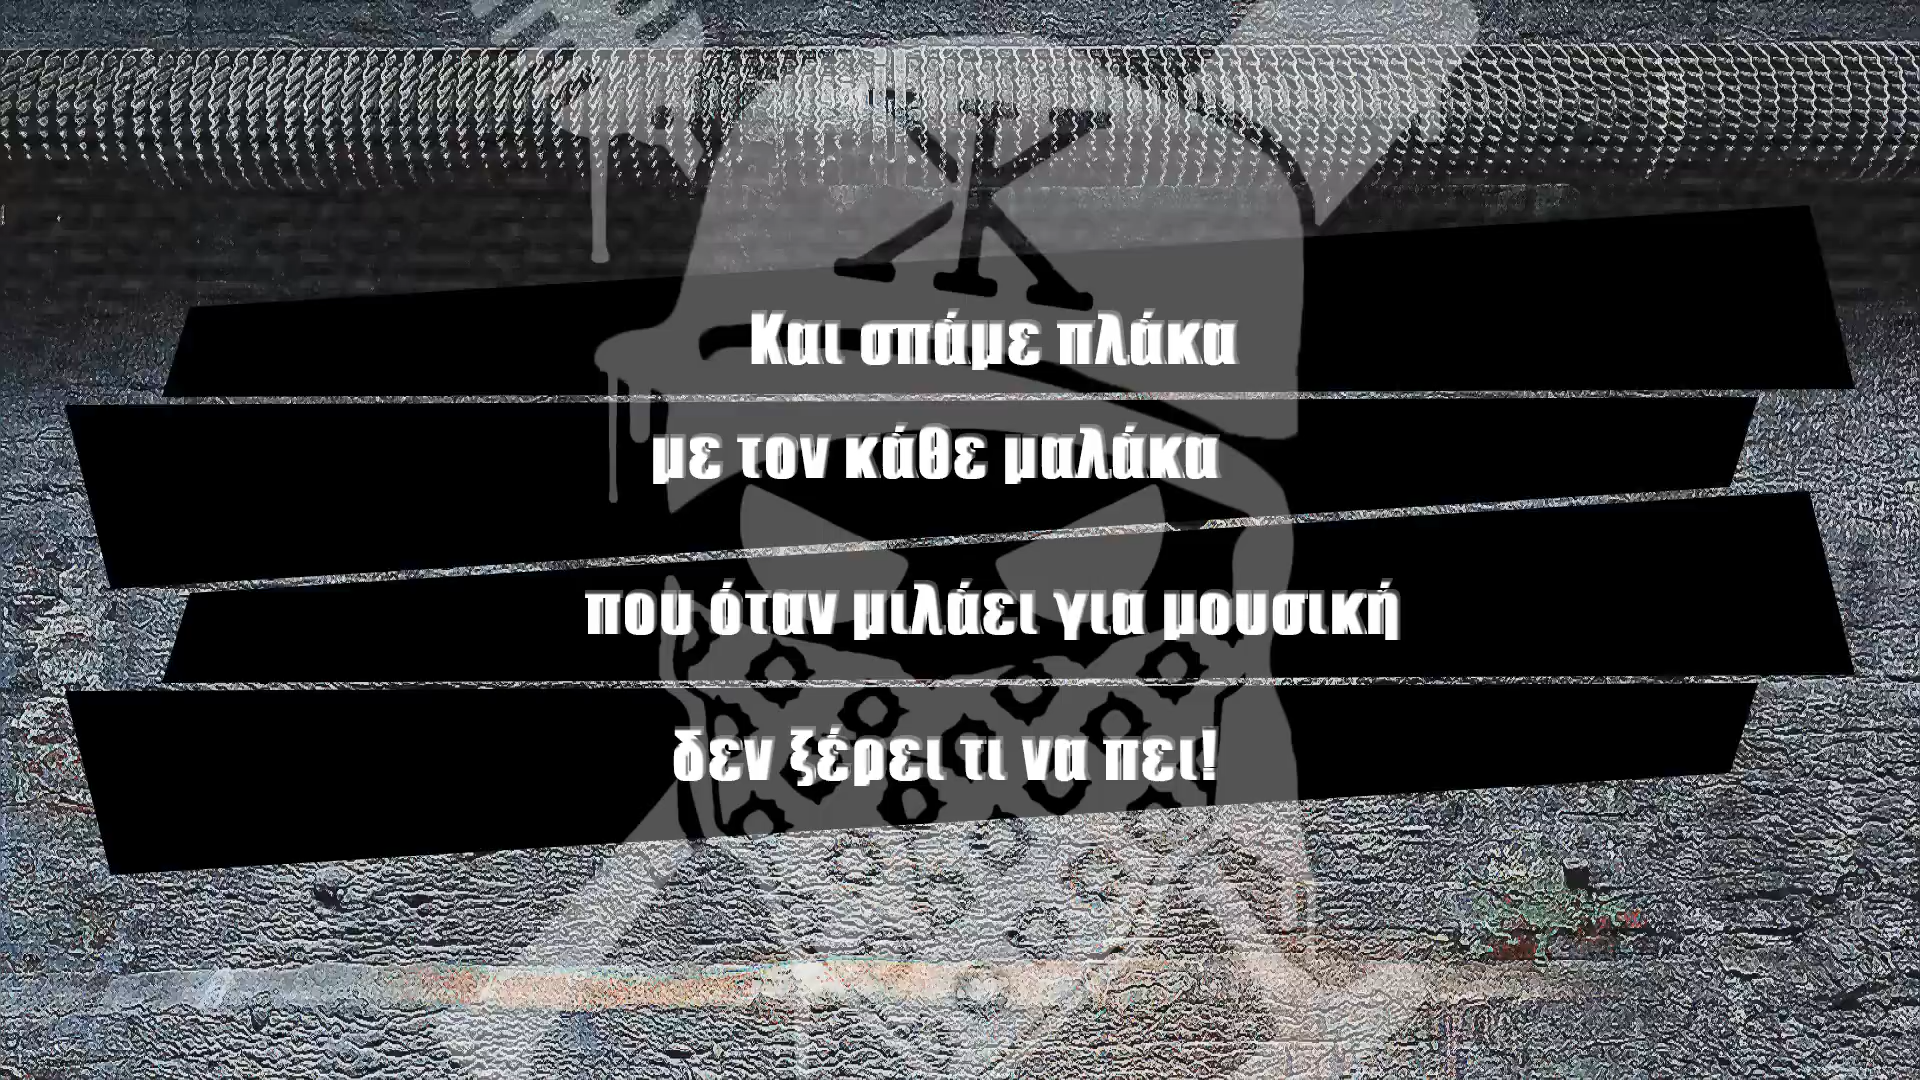 Και σπάμε πλάκα
με τον κάθε μαλάκα
που όταν μιλάει για μουσική
δεν ξέρει τι να πει!